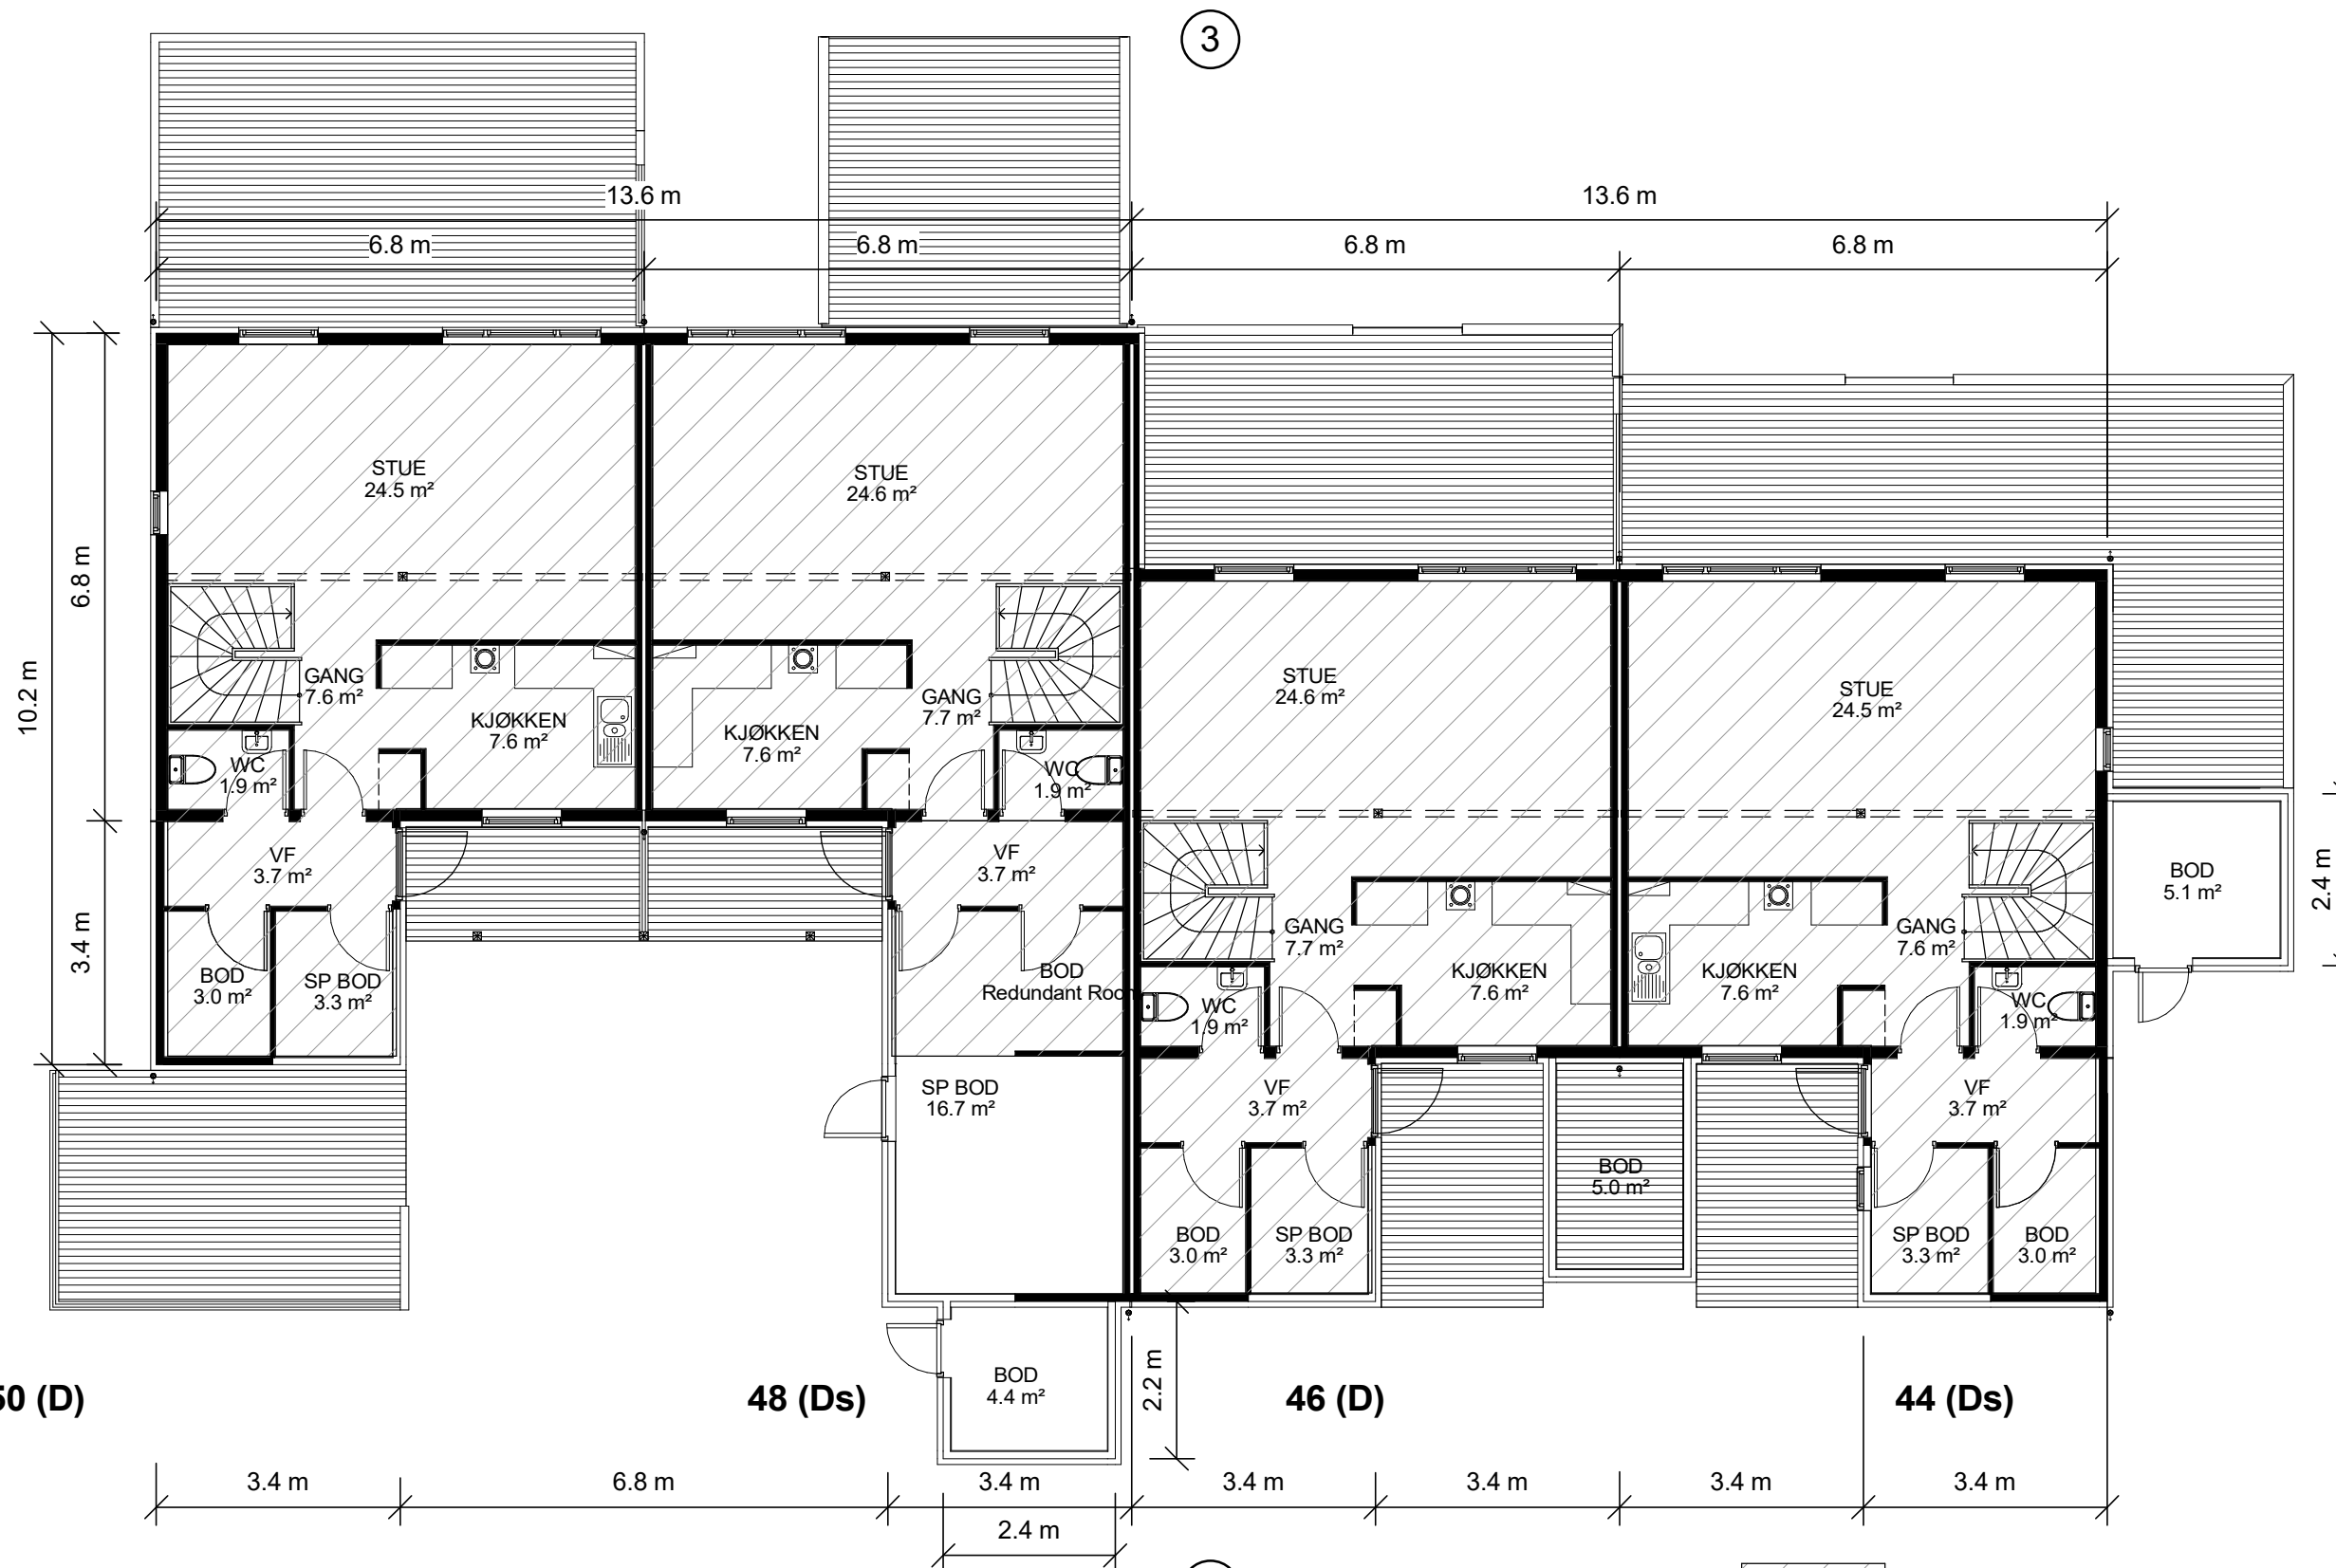 3
13.6 m
13.6 m
6.8 m
6.8 m
6.8 m
6.8 m
10.2 m
6.8 m
3.4 m
STUE
24.5 m²
STUE
24.6 m²
GANG
7.6 m²
KJØKKEN
7.6 m²
KJØKKEN
7.6 m²
GANG
7.7 m²
WC
1.9 m²
WC
1.9 m²
VF
3.7 m²
VF
3.7 m²
BOD
3.0 m²
SP BOD
3.3 m²
BOD
Redundant Room
SP BOD
16.7 m²
BOD
4.4 m²
STUE
24.6 m²
STUE
24.5 m²
GANG
7.7 m²
KJØKKEN
7.6 m²
KJØKKEN
7.6 m²
GANG
7.6 m²
WC
1.9 m²
WC
1.9 m²
VF
3.7 m²
VF
3.7 m²
BOD
5.0 m²
BOD
3.0 m²
SP BOD
3.3 m²
SP BOD
3.3 m²
BOD
3.0 m²
BOD
5.1 m²
2.4 m
2.2 m
50 (D)
48 (Ds)
46 (D)
44 (Ds)
3.4 m
6.8 m
3.4 m
3.4 m
3.4 m
3.4 m
3.4 m
2.4 m